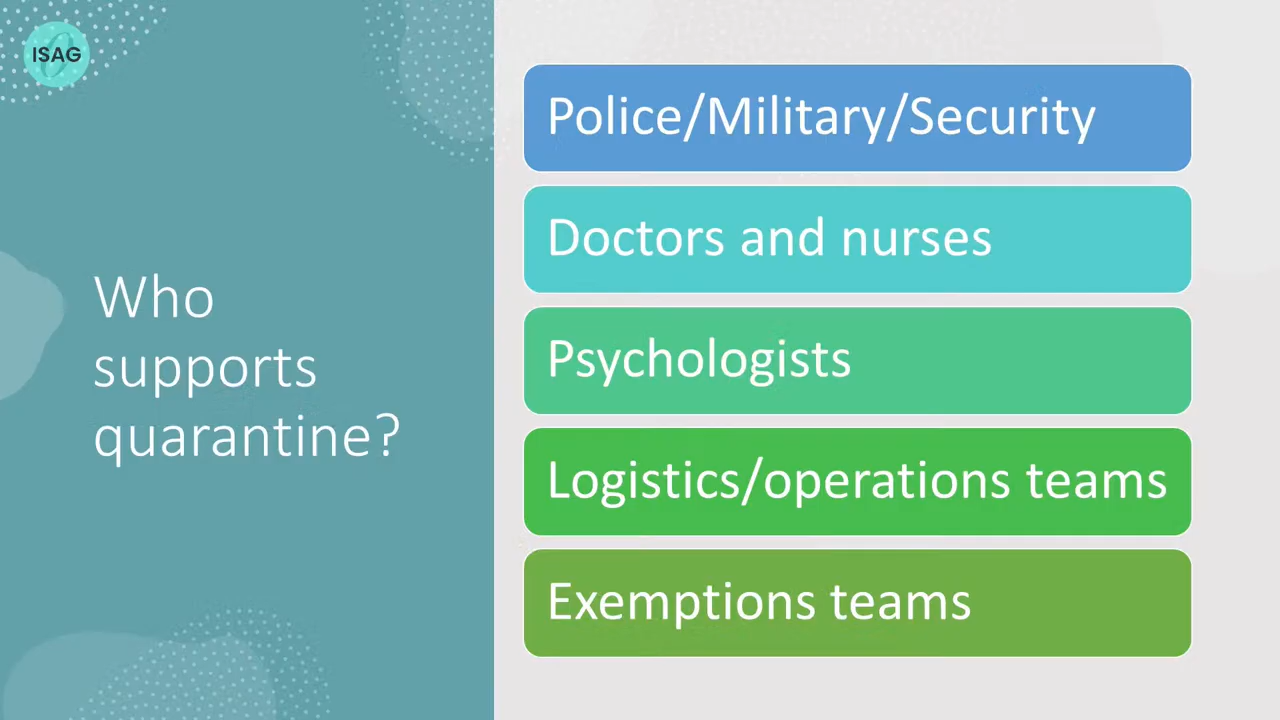 ISAG
Who
supports
quarantine?
Police/Military/Security
Doctors and nurses
Psychologists
Logistics/operations teams
Exemptions teams